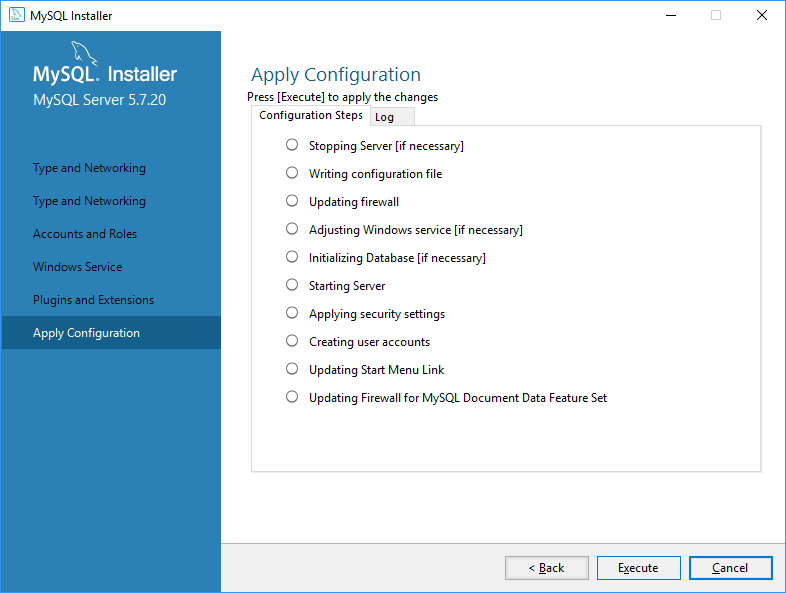 MySQL Installer
MySQL. Installer
MySQL Server 5.7.20
Type and Networking
Type and Networking
Accounts and Roles
Windows Service
Plugins and Extensions
Apply Configuration
Apply Configuration
Press [Execute] to apply the changes
Configuration Steps
Log
Stopping Server [if necessary]
Writing configuration file
Updating firewall
Adjusting Windows service [if necessary]
Initializing Database [if necessary]
Starting Server
Applying security settings
Creating user accounts
Updating Start Menu Link
Updating Firewall for MySQL Document Data Feature Set
< Back
Execute
Cancel